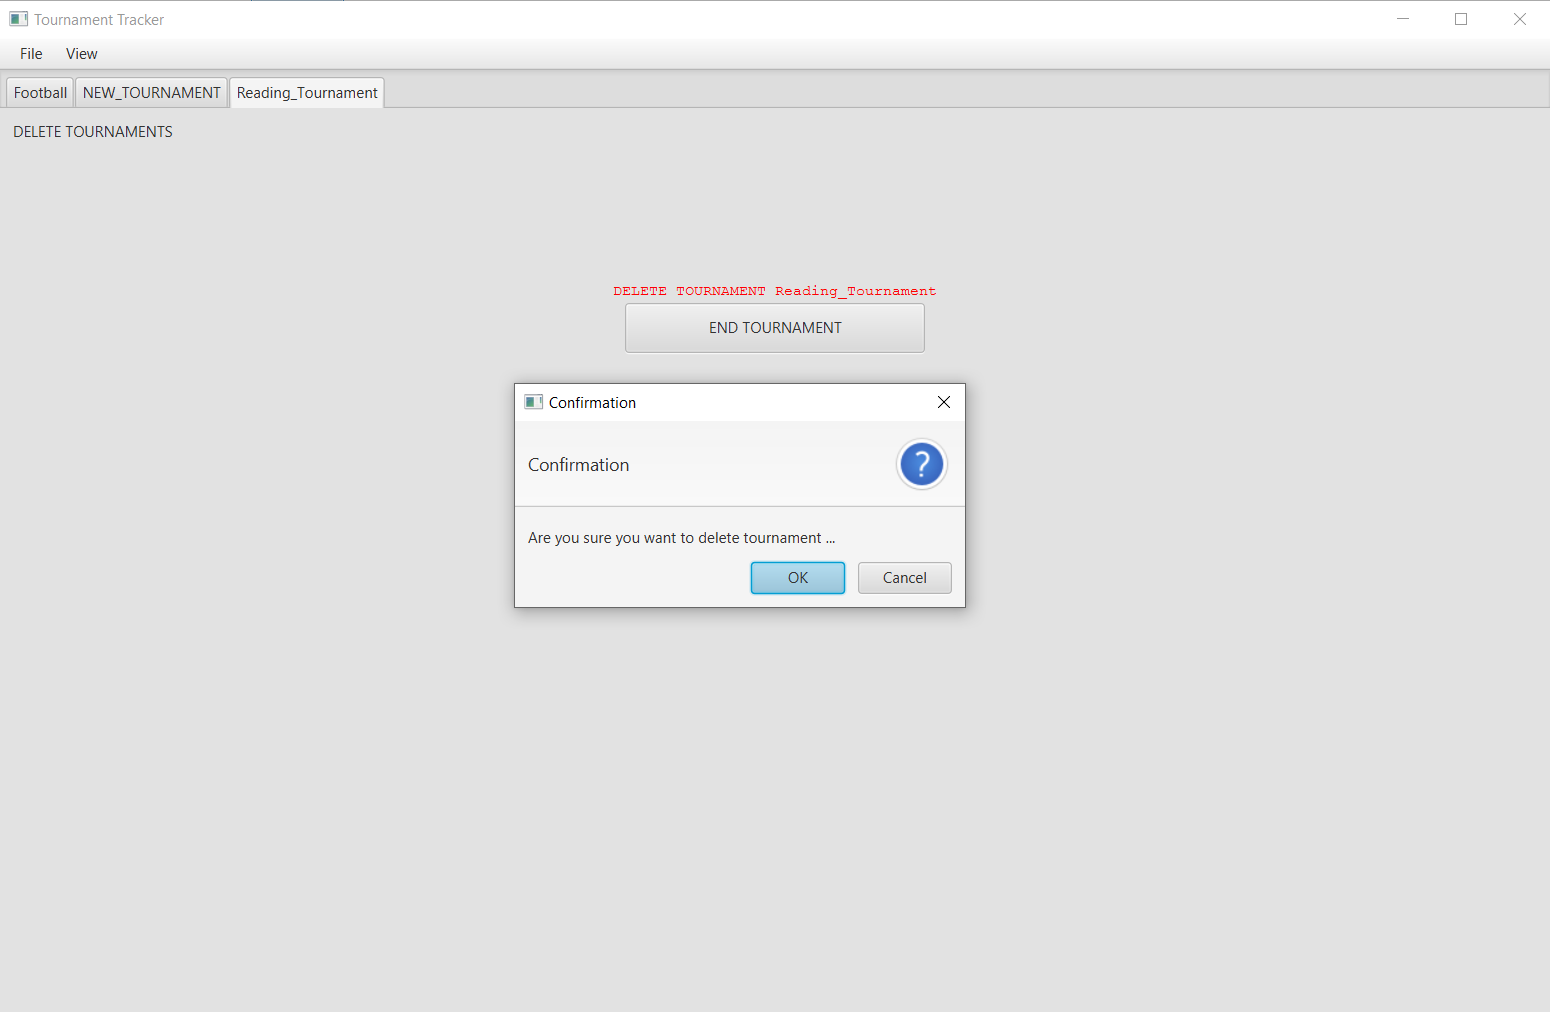 Tournament Tracker
File View
Football NEW_TOURNAMENT Reading_Tournament
DELETE TOURNAMENTS
DELETE TOURNAMENT Reading_Tournament
END TOURNAMENT
Confirmation
Confirmation
?
Are you sure you want to delete tournament ...
OK Cancel